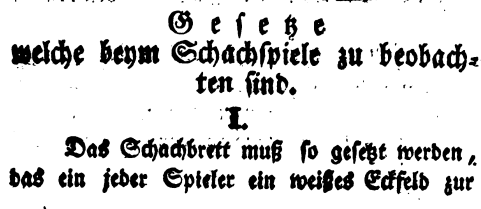 Gesetze
welche beym Schachspiele zu beobach-
ten sind.
I.
Das Schachbrett muß so gesetzt werden,
das ein jeder Spieler ein weißes Eckfeld zur